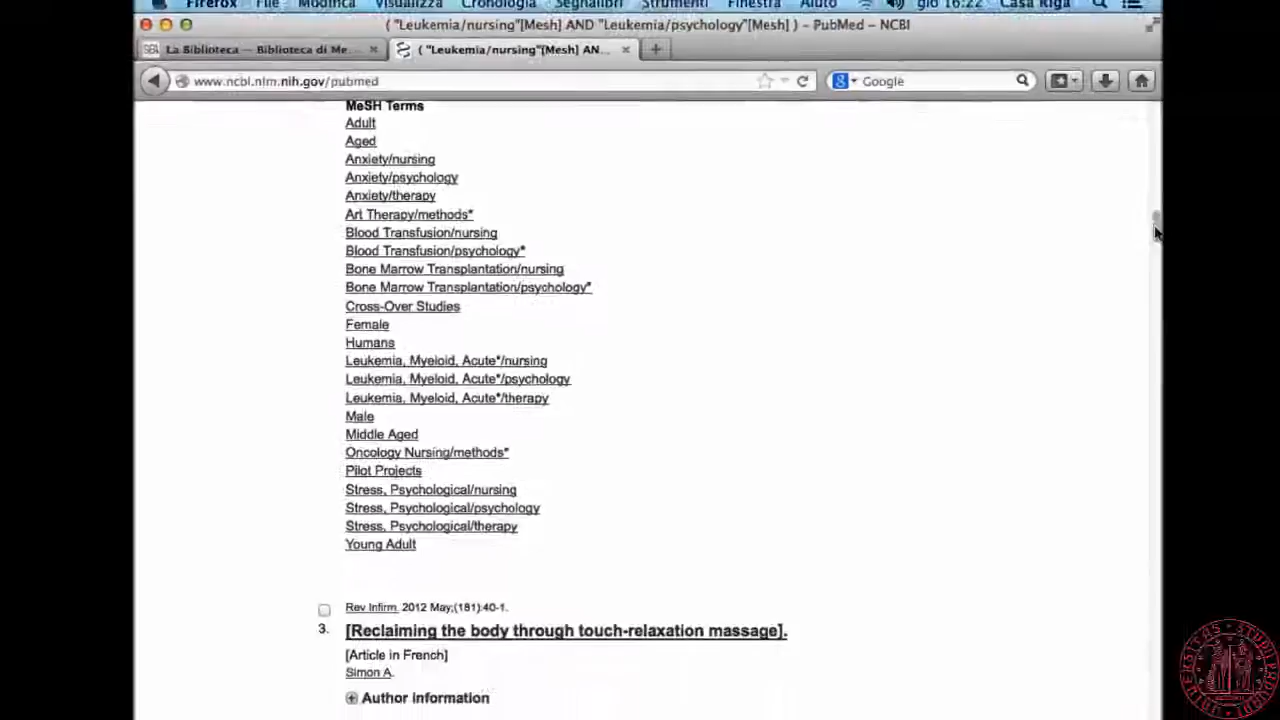 Firefox File Modifica Visualizza Cronologia Segnalibri Strumenti Finestra Aiuto gio 16:22 Casa Riga
( "Leukemia/nursing"[Mesh] AND "Leukemia/psychology"[Mesh] ) – PubMed – NCBI
La Biblioteca — Biblioteca di Me... ( "Leukemia/nursing"[Mesh] AN...
www.ncbi.nlm.nih.gov/pubmed Google
MeSH Terms
Adult
Aged
Anxiety/nursing
Anxiety/psychology
Anxiety/therapy
Art Therapy/methods*
Blood Transfusion/nursing
Blood Transfusion/psychology*
Bone Marrow Transplantation/nursing
Bone Marrow Transplantation/psychology*
Cross-Over Studies
Female
Humans
Leukemia, Myeloid, Acute*/nursing
Leukemia, Myeloid, Acute*/psychology
Leukemia, Myeloid, Acute*/therapy
Male
Middle Aged
Oncology Nursing/methods*
Pilot Projects
Stress, Psychological/nursing
Stress, Psychological/psychology
Stress, Psychological/therapy
Young Adult
Rev Infirm. 2012 May;(181):40-1.
3. [Reclaiming the body through touch-relaxation massage].
[Article in French]
Simon A.
Author information